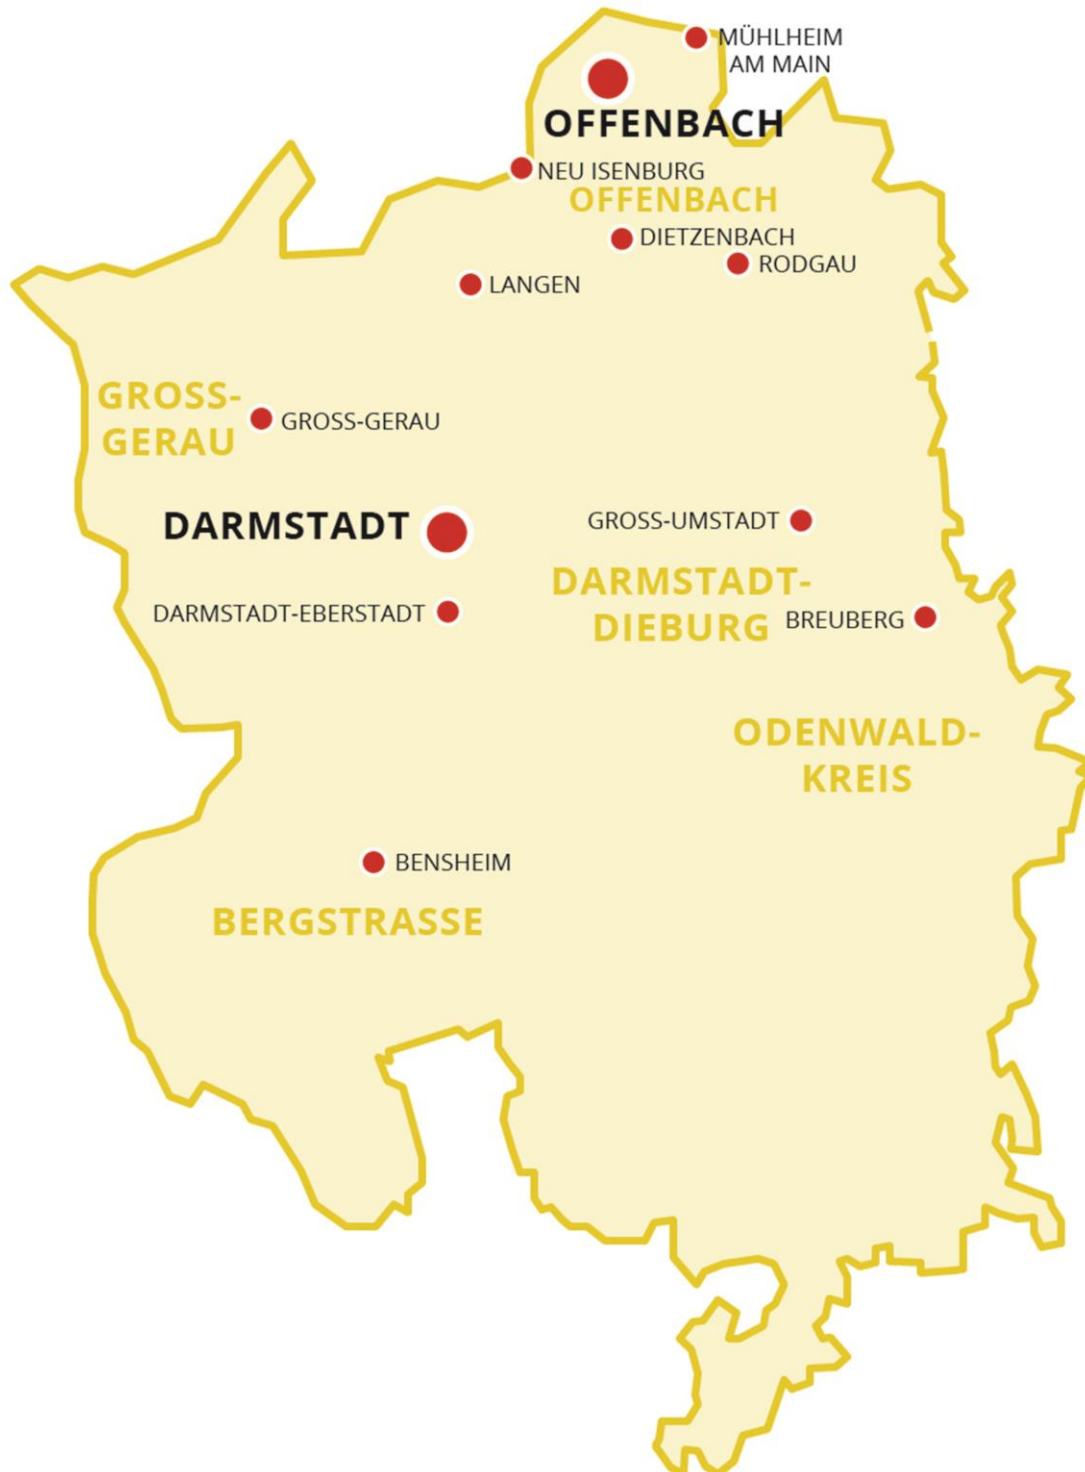 MÜHLHEIM
AM MAIN
OFFENBACH
NEU ISENBURG
OFFENBACH
DIETZENBACH
RODGAU
LANGEN
GROSS-
GERAU
GROSS-GERAU
DARMSTADT
GROSS-UMSTADT
DARMSTADT-
DIEBURG
DARMSTADT-EBERSTADT
BREUBERG
ODENWALD-
KREIS
BENSHEIM
BERGSTRASSE